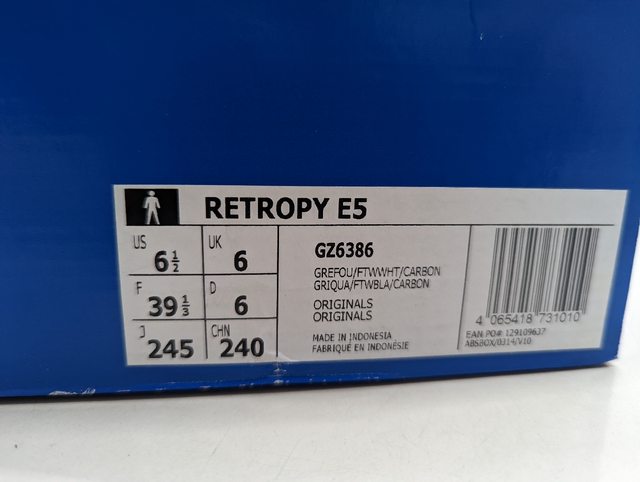 RETROPY E5
US 6½ UK 6
F 39⅓ D 6
J 245 CHN 240
GZ6386
GREFOU/FTWWHT/CARBON
GRIQUA/FTWBLA/CARBON
ORIGINALS
ORIGINALS
MADE IN INDONESIA
FABRIQUÉ EN INDONÉSIE
4 065418 731010
EAN PO#: 129109637
ABSBOX/0314/V10